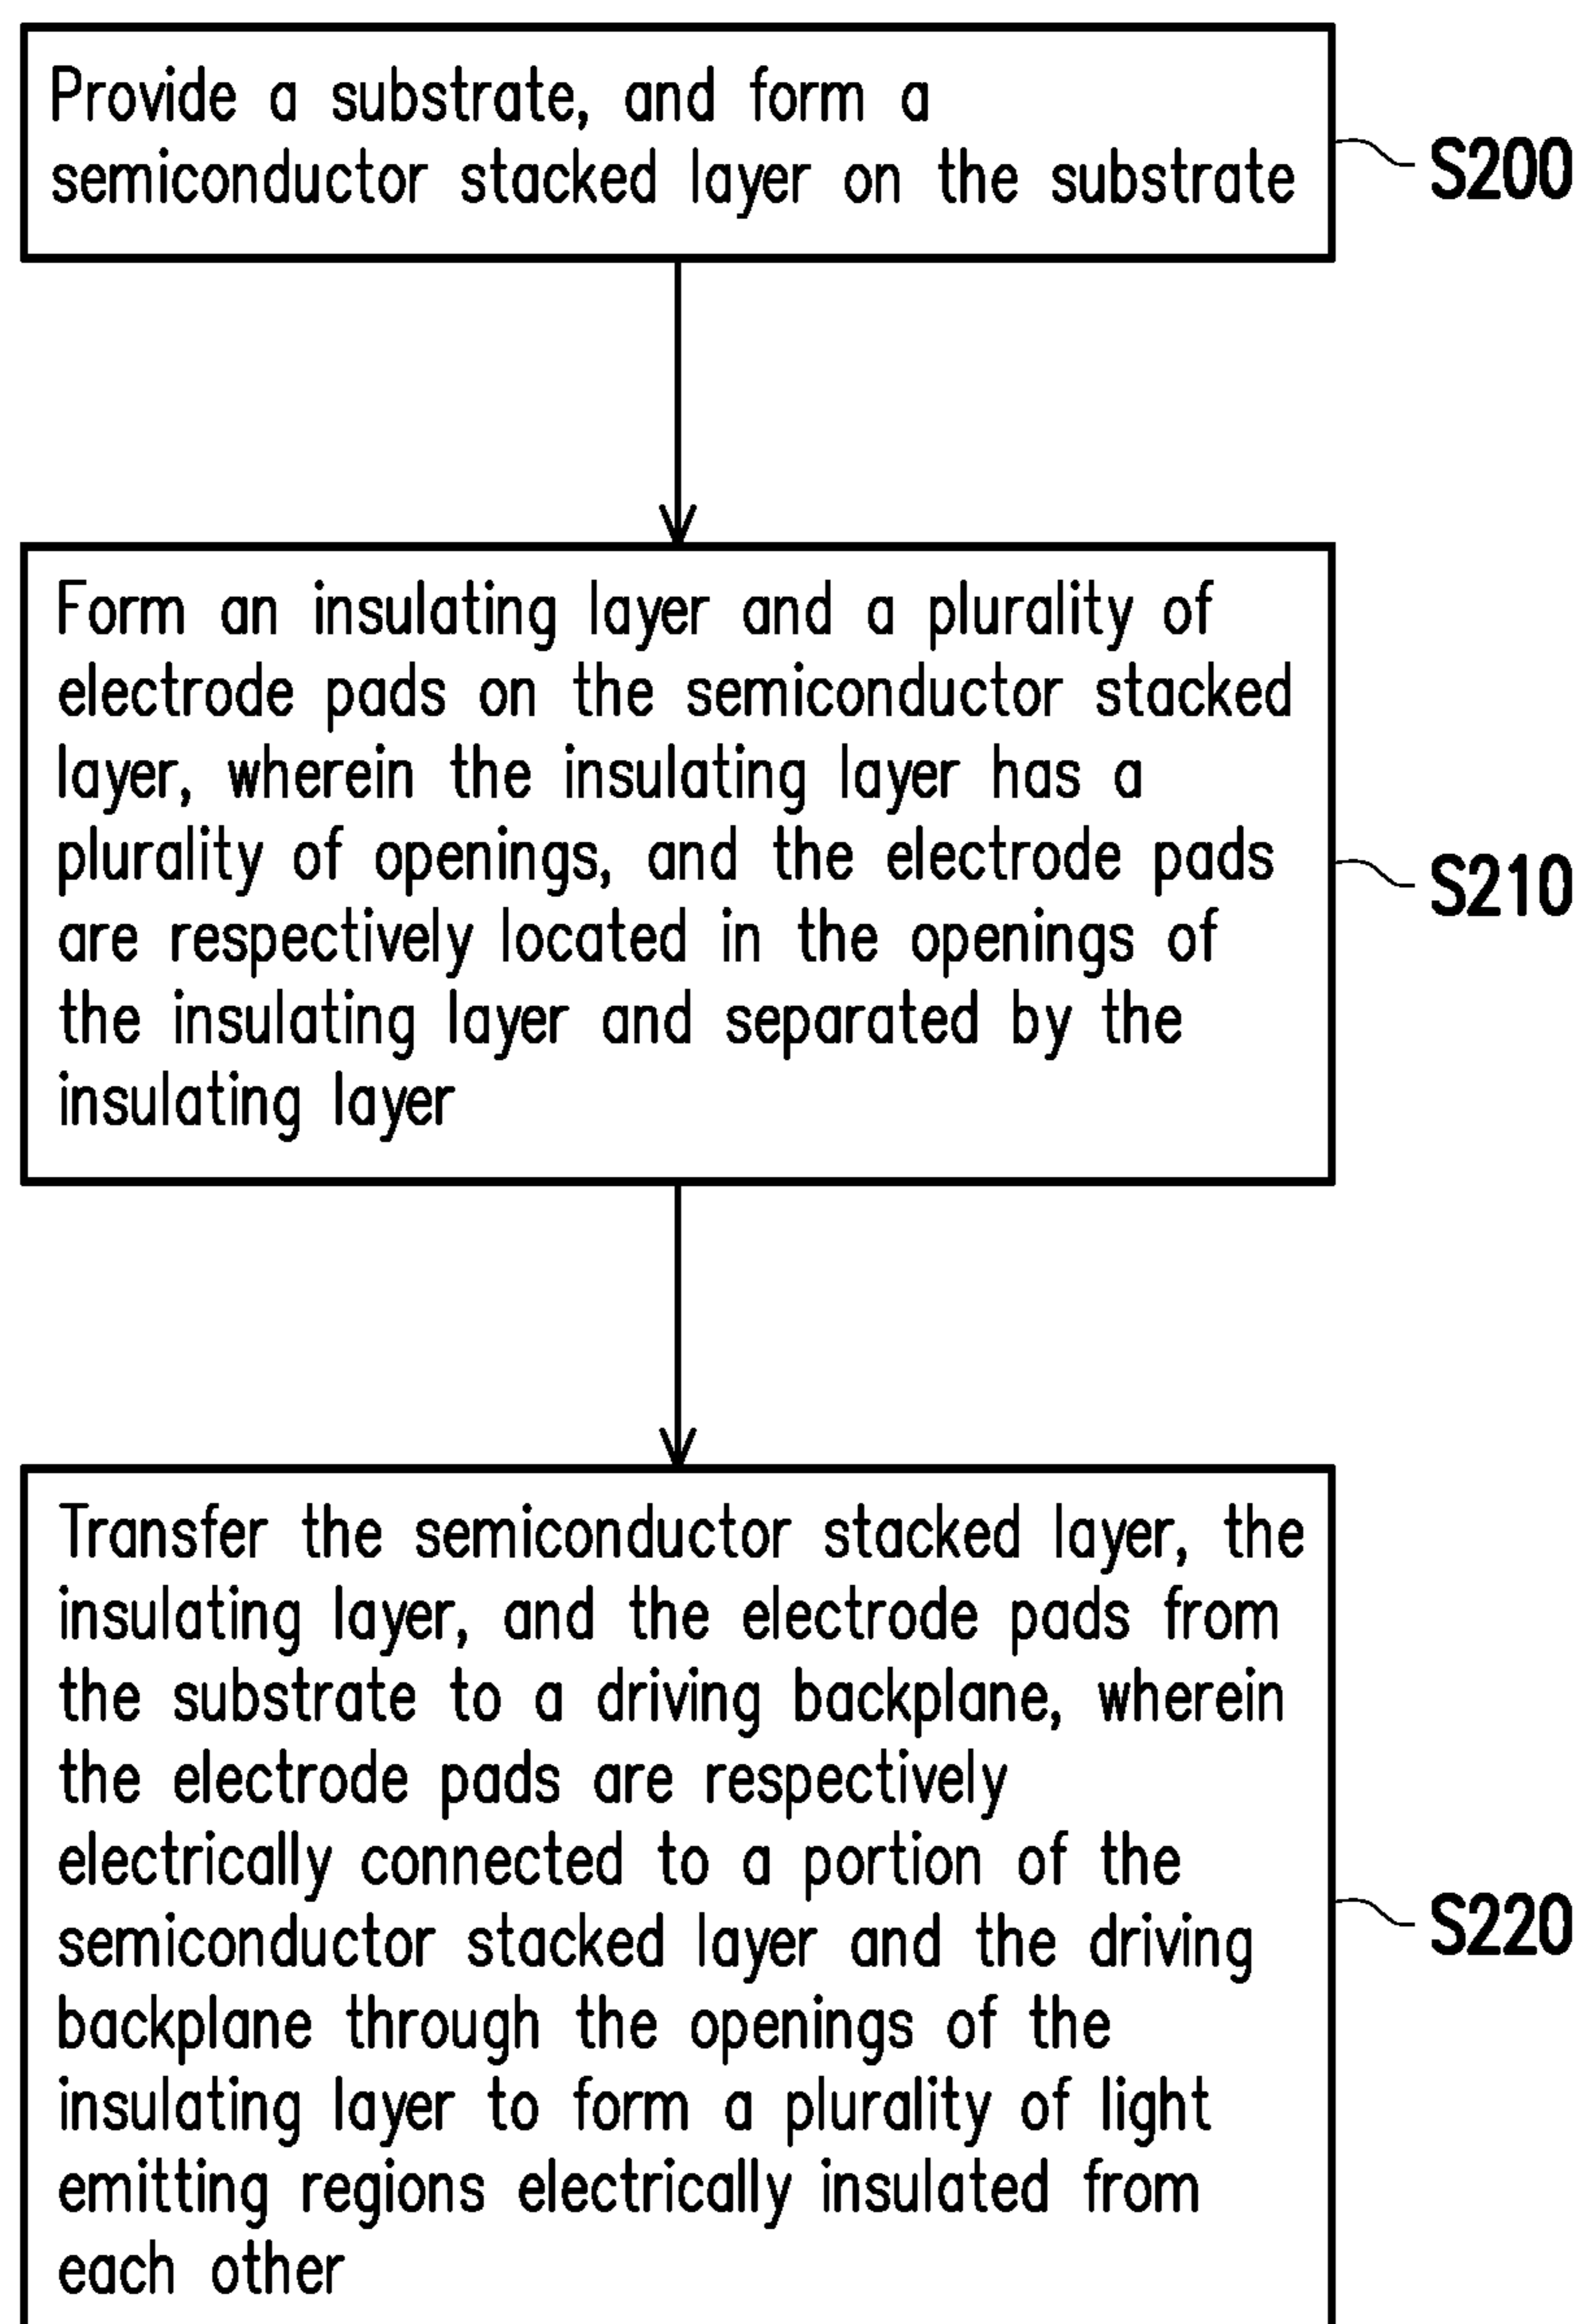 Provide a substrate, and form a
semiconductor stacked layer on the substrate
S200
Form an insulating layer and a plurality of
electrode pads on the semiconductor stacked
layer, wherein the insulating layer has a
plurality of openings, and the electrode pads
are respectively located in the openings of
the insulating layer and separated by the
insulating layer
S210
Transfer the semiconductor stacked layer, the
insulating layer, and the electrode pads from
the substrate to a driving backplane, wherein
the electrode pads are respectively
electrically connected to a portion of the
semiconductor stacked layer and the driving
backplane through the openings of the
insulating layer to form a plurality of light
emitting regions electrically insulated from
each other
S220